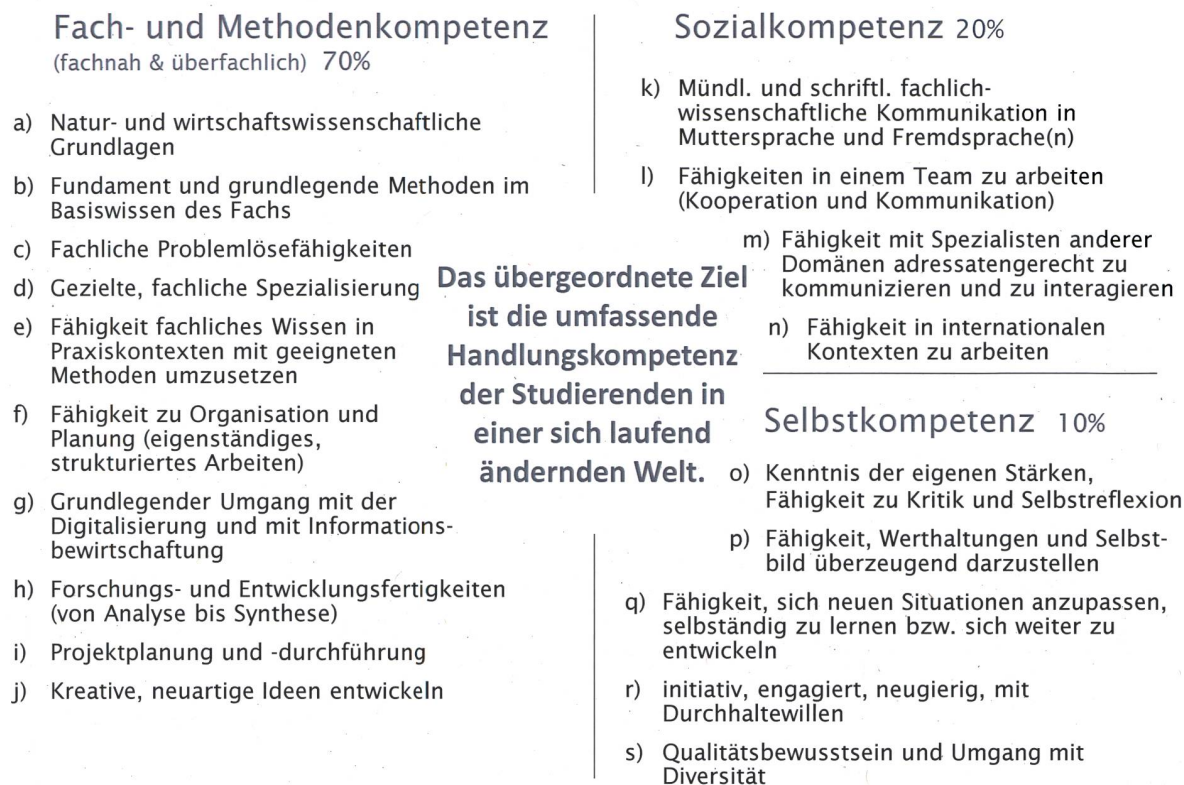 Fach- und Methodenkompetenz
(fachnah & überfachlich) 70%
a) Natur- und wirtschaftswissenschaftliche
Grundlagen
b) Fundament und grundlegende Methoden im
Basiswissen des Fachs
c) Fachliche Problemlösefähigkeiten
d) Gezielte, fachliche Spezialisierung
e) Fähigkeit fachliches Wissen in
Praxiskontexten mit geeigneten
Methoden umzusetzen
f) Fähigkeit zu Organisation und
Planung (eigenständiges,
strukturiertes Arbeiten)
g) Grundlegender Umgang mit der
Digitalisierung und mit Informations-
bewirtschaftung
h) Forschungs- und Entwicklungsfertigkeiten
(von Analyse bis Synthese)
i) Projektplanung und -durchführung
j) Kreative, neuartige Ideen entwickeln
Das übergeordnete Ziel
ist die umfassende
Handlungskompetenz
der Studierenden in
einer sich laufend
ändernden Welt.
Sozialkompetenz 20%
k) Mündl. und schriftl. fachlich-
wissenschaftliche Kommunikation in
Muttersprache und Fremdsprache(n)
l) Fähigkeiten in einem Team zu arbeiten
(Kooperation und Kommunikation)
m) Fähigkeit mit Spezialisten anderer
Domänen adressatengerecht zu
kommunizieren und zu interagieren
n) Fähigkeit in internationalen
Kontexten zu arbeiten
Selbstkompetenz 10%
o) Kenntnis der eigenen Stärken,
Fähigkeit zu Kritik und Selbstreflexion
p) Fähigkeit, Werthaltungen und Selbst-
bild überzeugend darzustellen
q) Fähigkeit, sich neuen Situationen anzupassen,
selbständig zu lernen bzw. sich weiter zu
entwickeln
r) initiativ, engagiert, neugierig, mit
Durchhaltewillen
s) Qualitätsbewusstsein und Umgang mit
Diversität